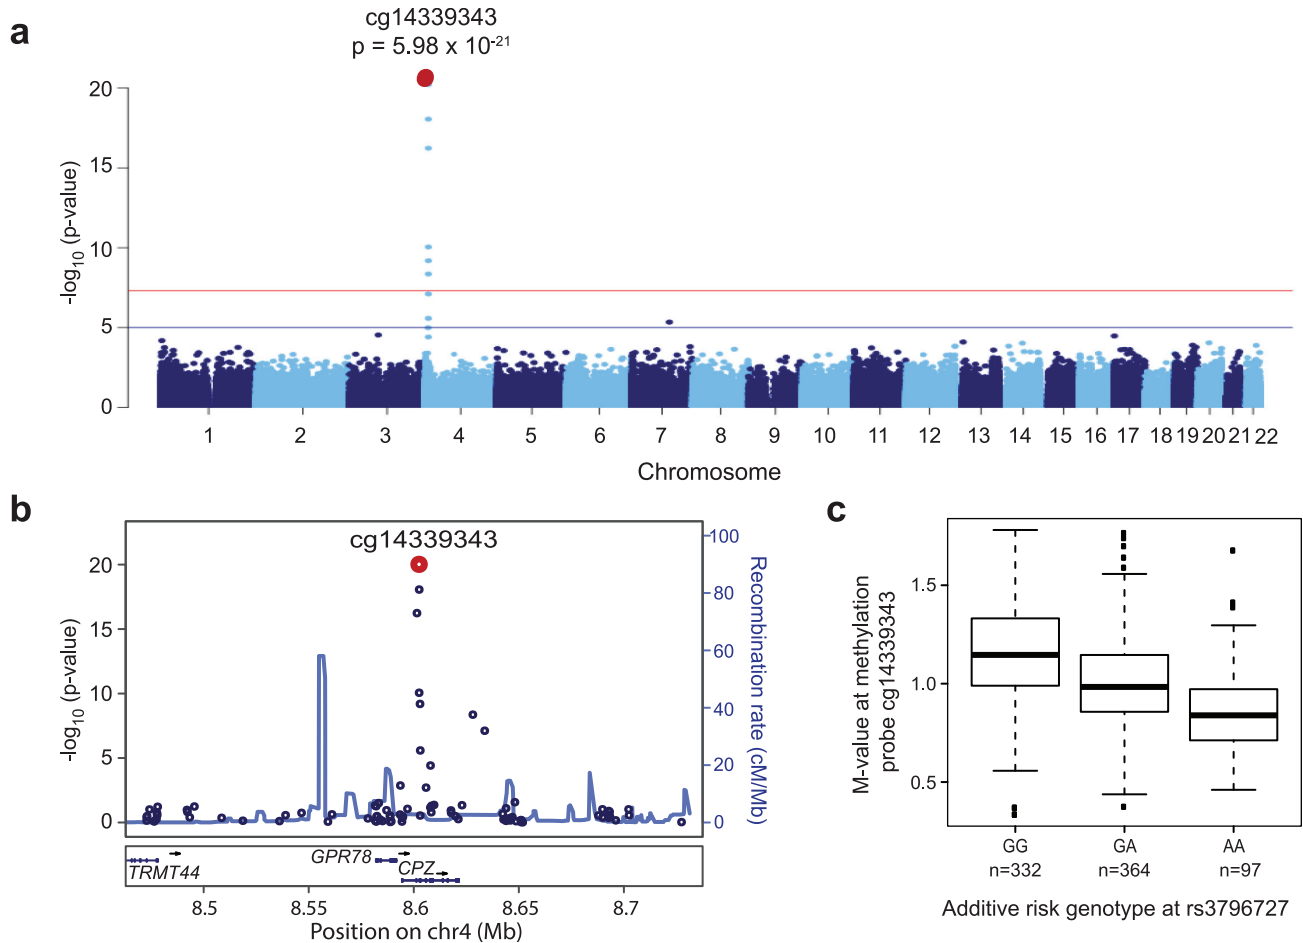 a
cg14339343
p = 5.98 x 10-21
-log10 (p-value)
20
15
10
5
0
1 2 3 4 5 6 7 8 9 10 11 12 13 14 15 16 17 18 19 20 21 22
Chromosome
b
cg14339343
-log10 (p-value)
20
15
10
5
0
100
80
60
40
20
0
Recombination rate (cM/Mb)
TRMT44
GPR78
CPZ
8.5 8.55 8.6 8.65 8.7
Position on chr4 (Mb)
c
M-value at methylation
probe cg14339343
1.5
1.0
0.5
GG GA AA
n=332 n=364 n=97
Additive risk genotype at rs3796727